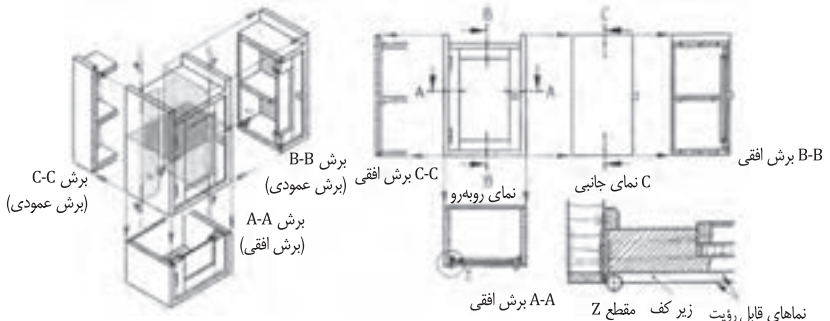 B
C
A
A
B
C
برش B-B
(برش عمودی)
برش C-C
(برش عمودی)
برش A-A
(برش افقی)
C-C برش افقی
نمای روبه‌رو
C نمای جانبی
B-B برش افقی
A-A برش افقی
Z مقطع
زیر کف
نماهای قابل رؤیت